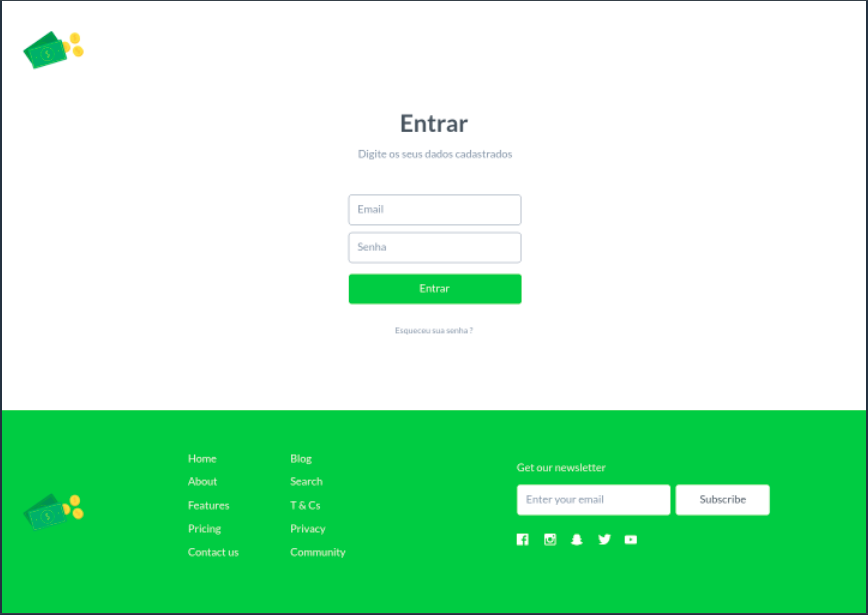 Entrar
Digite os seus dados cadastrados
Email
Senha
Entrar
Esqueceu sua senha ?
Home
About
Features
Pricing
Contact us
Blog
Search
T & Cs
Privacy
Community
Get our newsletter
Enter your email
Subscribe